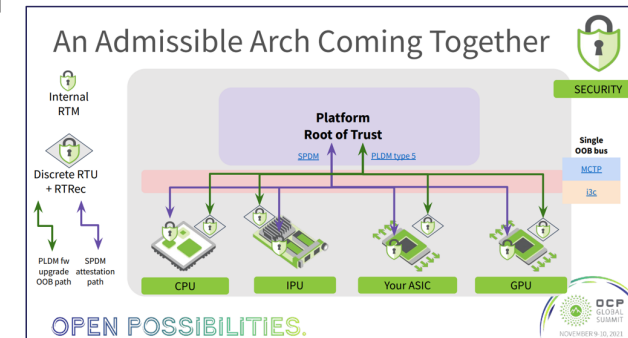 An Admissible Arch Coming Together
SECURITY
Internal
RTM
Discrete RTU
+ RTRec
PLDM fw
upgrade
OOB path
SPDM
attestation
path
Platform
Root of Trust
SPDM
PLDM type 5
Single
OOB bus
MCTP
i3c
CPU
IPU
Your ASIC
GPU
OPEN POSSIBILITIES.
OCP
GLOBAL
SUMMIT
NOVEMBER 9-10, 2021